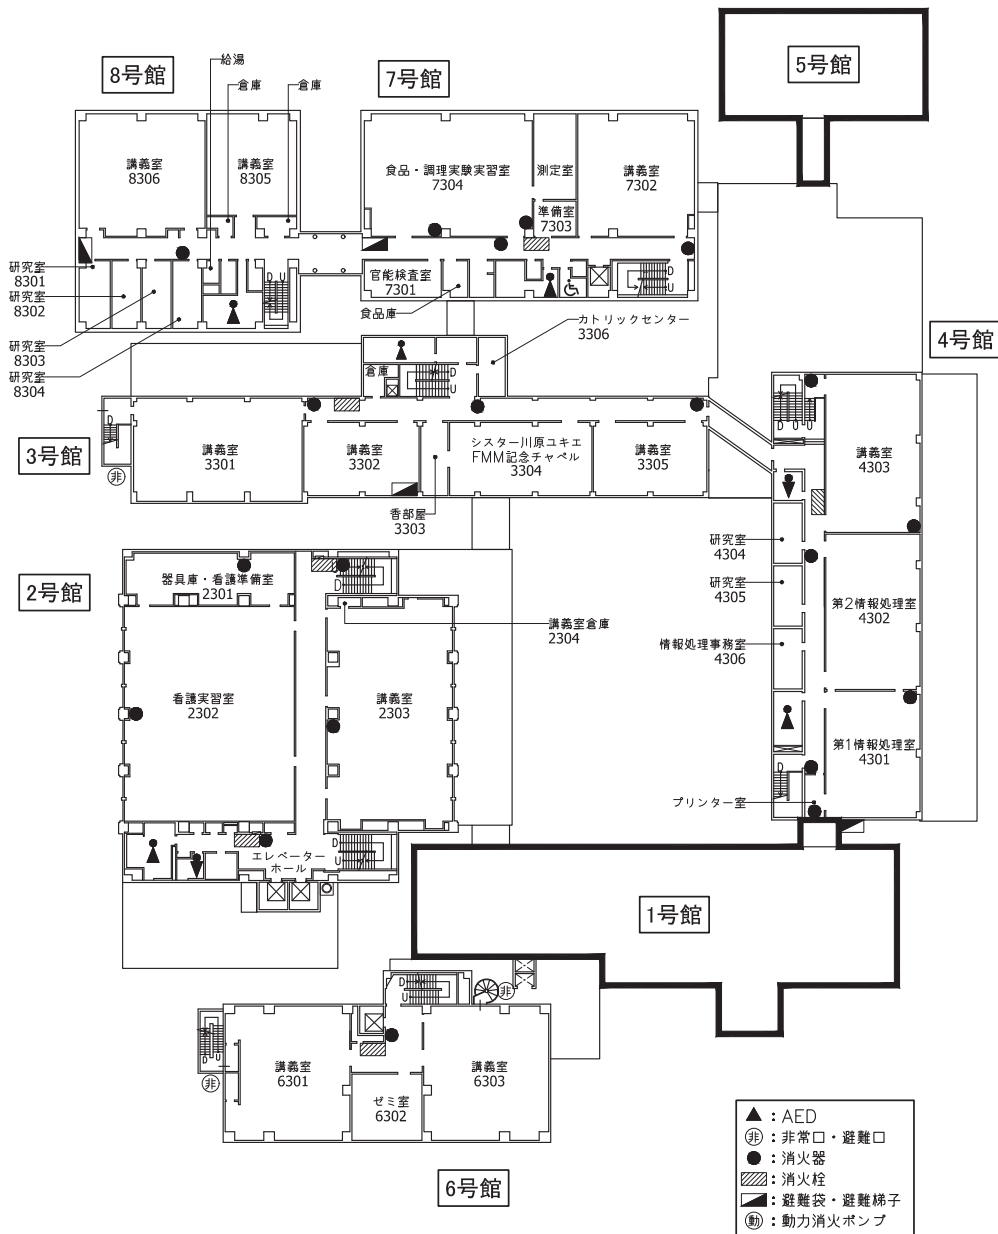 5号館
8号館
給湯
倉庫
倉庫
7号館
講義室
8306
講義室
8305
食品・調理実験実習室
7304
測定室
講義室
7302
準備室
7303
研究室
8301
研究室
8302
研究室
8303
研究室
8304
D
U
官能検査室
7301
食品庫
D
U
カトリックセンター
3306
4号館
倉庫
D
U
3号館
講義室
3301
講義室
3302
シスター川原ユキエ
FMM記念チャペル
3304
講義室
3305
D
U
非
香部屋
3303
D
U
D
U
講義室
4303
研究室
4304
研究室
4305
情報処理事務室
4306
第2情報処理室
4302
第1情報処理室
4301
D
U
プリンター室
2号館
器具庫・看護準備室
2301
U
D
講義室倉庫
2304
看護実習室
2302
講義室
2303
エレベーター
ホール
D
U
1号館
D
U
非
D
U
非
講義室
6301
ゼミ室
6302
講義室
6303
6号館
:AED
非:非常口・避難口
:消火器
:消火栓
:避難袋・避難梯子
動:動力消火ポンプ